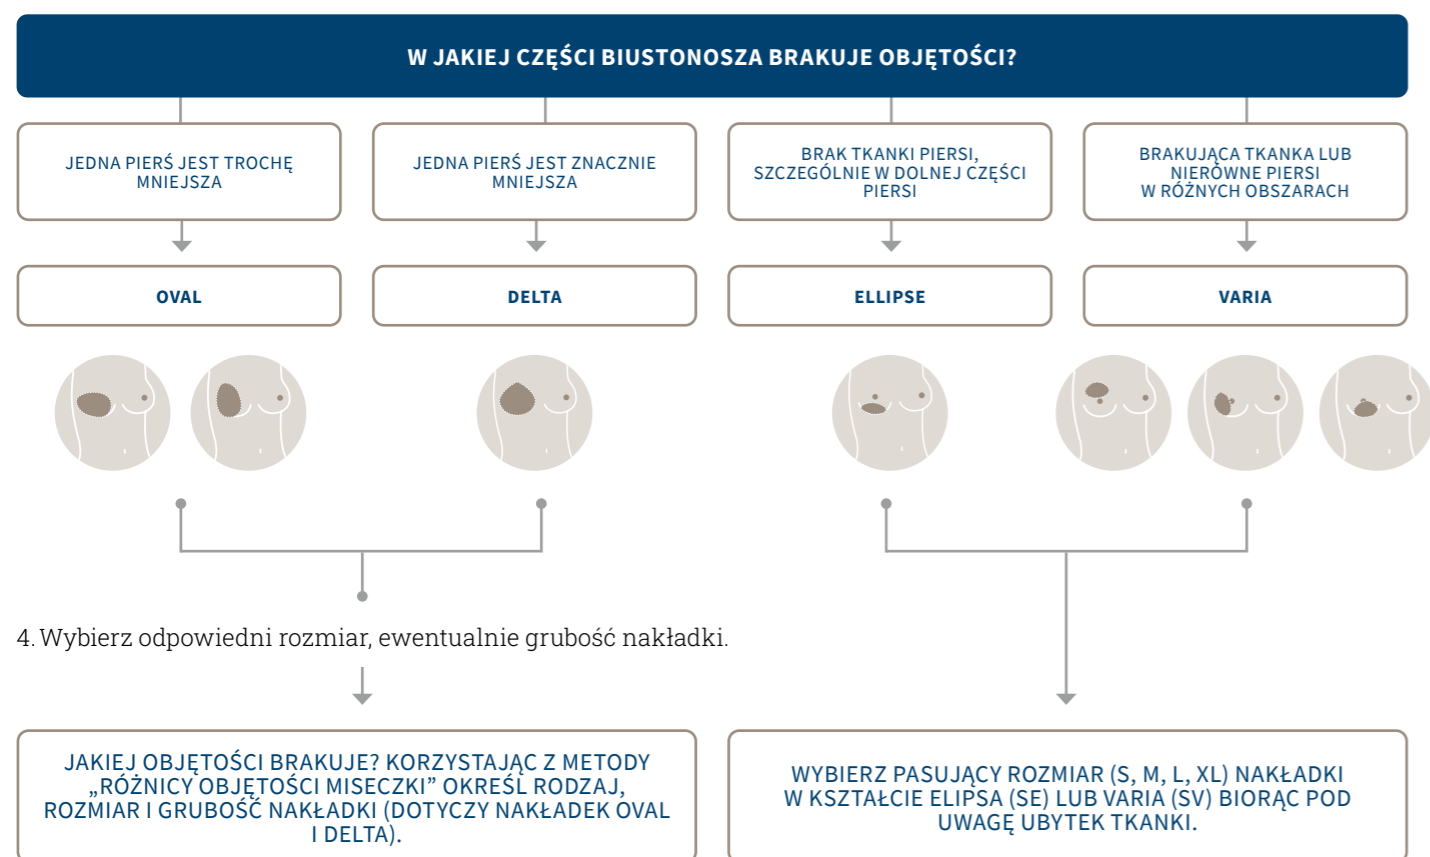 W JAKIEJ CZĘŚCI BIUSTONOSZA BRAKUJE OBJĘTOŚCI?
JEDNA PIERŚ JEST TROCHĘ
MNIEJSZA
JEDNA PIERŚ JEST ZNACZNIE
MNIEJSZA
BRAK TKANKI PIERSI,
SZCZEGÓLNIE W DOLNEJ CZĘŚCI
PIERSI
BRAKUJĄCA TKANKA LUB
NIERÓWNE PIERSI
W RÓŻNYCH OBSZARACH
OVAL
DELTA
ELLIPSE
VARIA
4. Wybierz odpowiedni rozmiar, ewentualnie grubość nakładki.
JAKIEJ OBJĘTOŚCI BRAKUJE? KORZYSTAJĄC Z METODY
„RÓŻNICY OBJĘTOŚCI MISECZKI” OKREŚL RODZAJ,
ROZMIAR I GRUBOŚĆ NAKŁADKI (DOTYCZY NAKŁADEK OVAL
I DELTA).
WYBIERZ PASUJĄCY ROZMIAR (S, M, L, XL) NAKŁADKI
W KSZTAŁCIE ELIPSA (SE) LUB VARIA (SV) BIORĄC POD
UWAGĘ UBYTEK TKANKI.